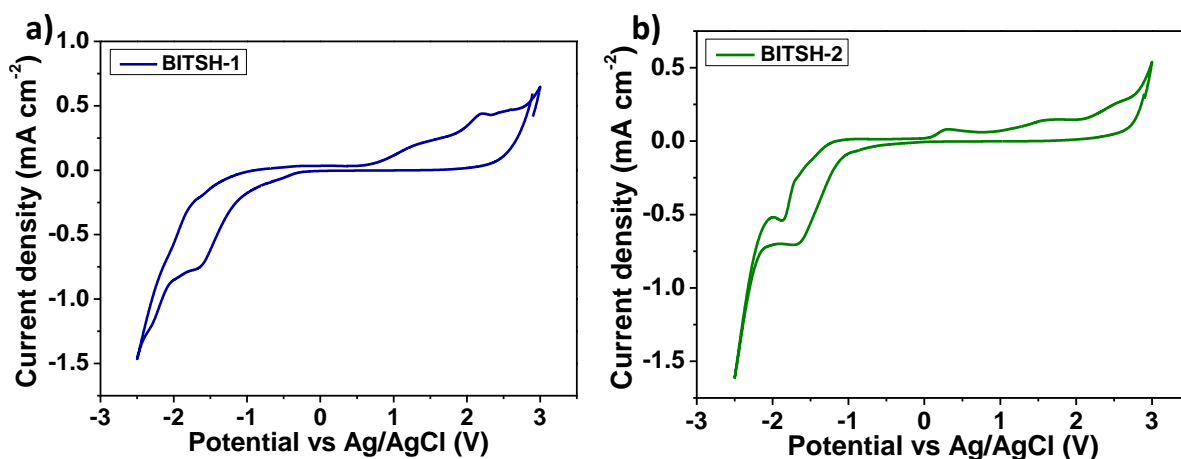 a)
BITSH-1
Current density (mA cm⁻²)
1.0
0.5
0.0
-0.5
-1.0
-1.5
-3 -2 -1 0 1 2 3
Potential vs Ag/AgCl (V)
b)
BITSH-2
Current density (mA cm⁻²)
0.5
0.0
-0.5
-1.0
-1.5
-3 -2 -1 0 1 2 3
Potential vs Ag/AgCl (V)